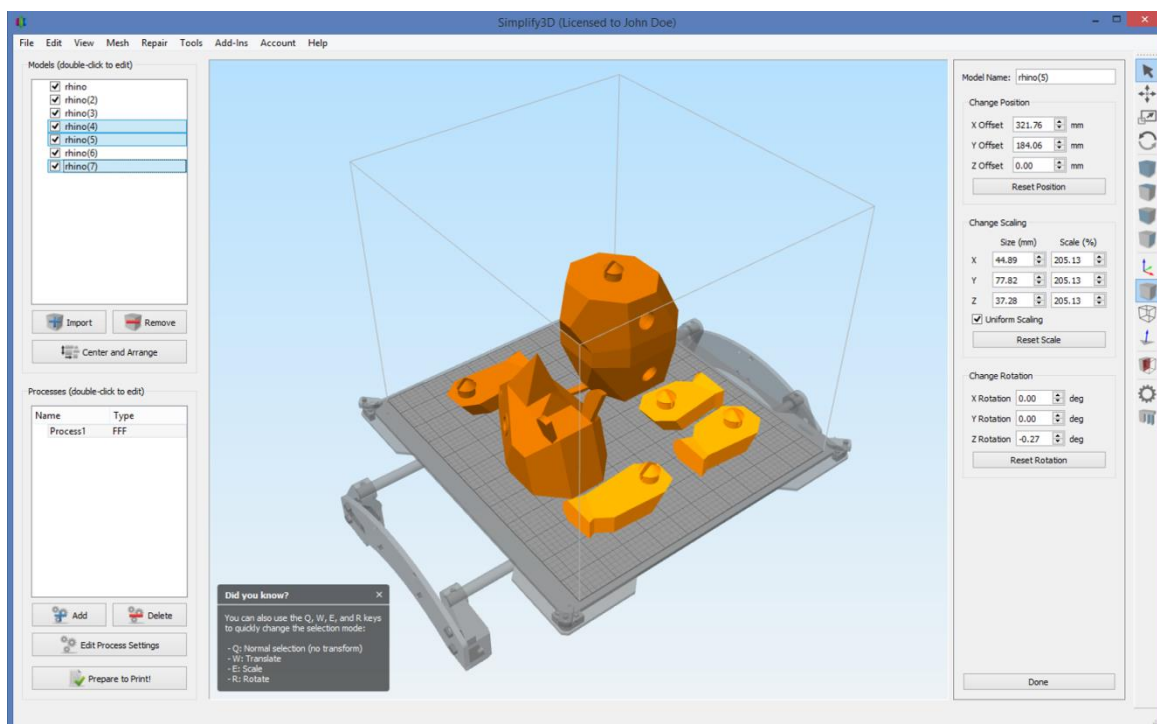 Simplify3D (Licensed to John Doe)
File Edit View Mesh Repair Tools Add-Ins Account Help
Models (double-click to edit)
rhino
rhino(2)
rhino(3)
rhino(4)
rhino(5)
rhino(6)
rhino(7)
Import Remove
Center and Arrange
Processes (double-click to edit)
Name Type
Process1 FFF
Add Delete
Edit Process Settings
Prepare to Print!
Did you know?
You can also use the Q, W, E, and R keys
to quickly change the selection mode:
- Q: Normal selection (no transform)
- W: Translate
- E: Scale
- R: Rotate
Model Name: rhino(5)
Change Position
X Offset 321.76 mm
Y Offset 184.06 mm
Z Offset 0.00 mm
Reset Position
Change Scaling
Size (mm) Scale (%)
X 44.89 205.13
Y 77.82 205.13
Z 37.28 205.13
Uniform Scaling
Reset Scale
Change Rotation
X Rotation 0.00 deg
Y Rotation 0.00 deg
Z Rotation -0.27 deg
Reset Rotation
Done